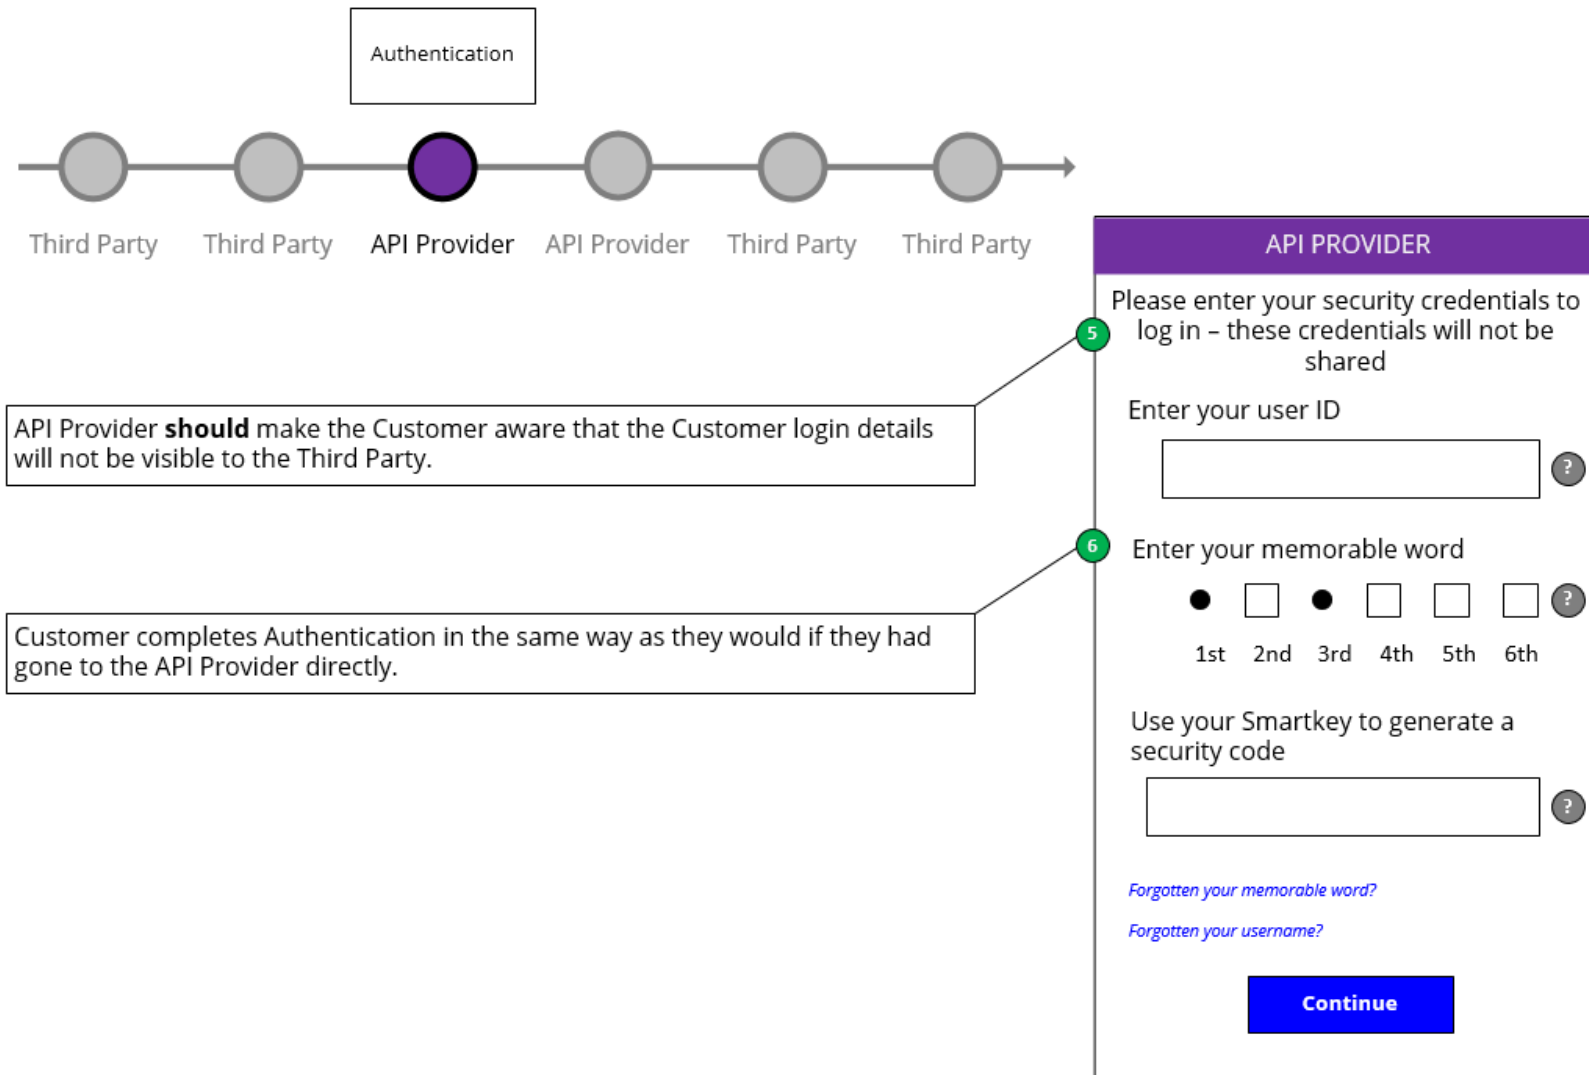 Authentication
Third Party
Third Party
API Provider
API Provider
Third Party
Third Party
API PROVIDER
Please enter your security credentials to
log in – these credentials will not be
shared
5
API Provider should make the Customer aware that the Customer login details
will not be visible to the Third Party.
Enter your user ID
?
6
Enter your memorable word
?
1st 2nd 3rd 4th 5th 6th
Customer completes Authentication in the same way as they would if they had
gone to the API Provider directly.
Use your Smartkey to generate a
security code
?
Forgotten your memorable word?
Forgotten your username?
Continue